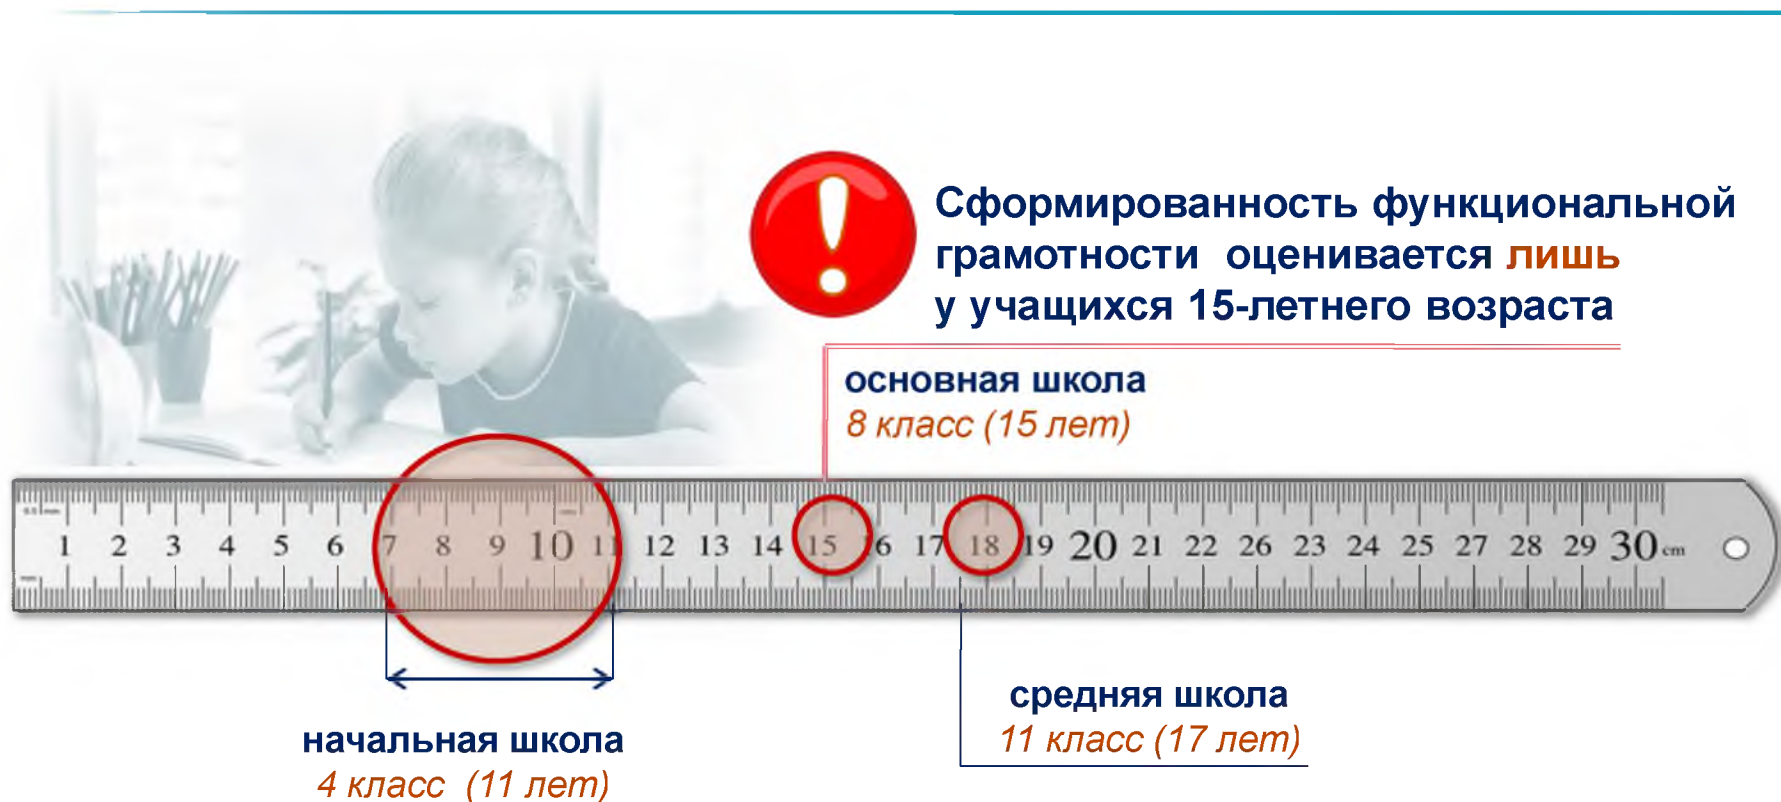 Сформированность функциональной
грамотности оценивается лишь
у учащихся 15-летнего возраста
основная школа
8 класс (15 лет)
1 2 3 4 5 6 7 8 9 10 11 12 13 14 15 16 17 18 19 20 21 22 26 23 24 25 27 28 29 30 cm
средняя школа
11 класс (17 лет)
начальная школа
4 класс (11 лет)